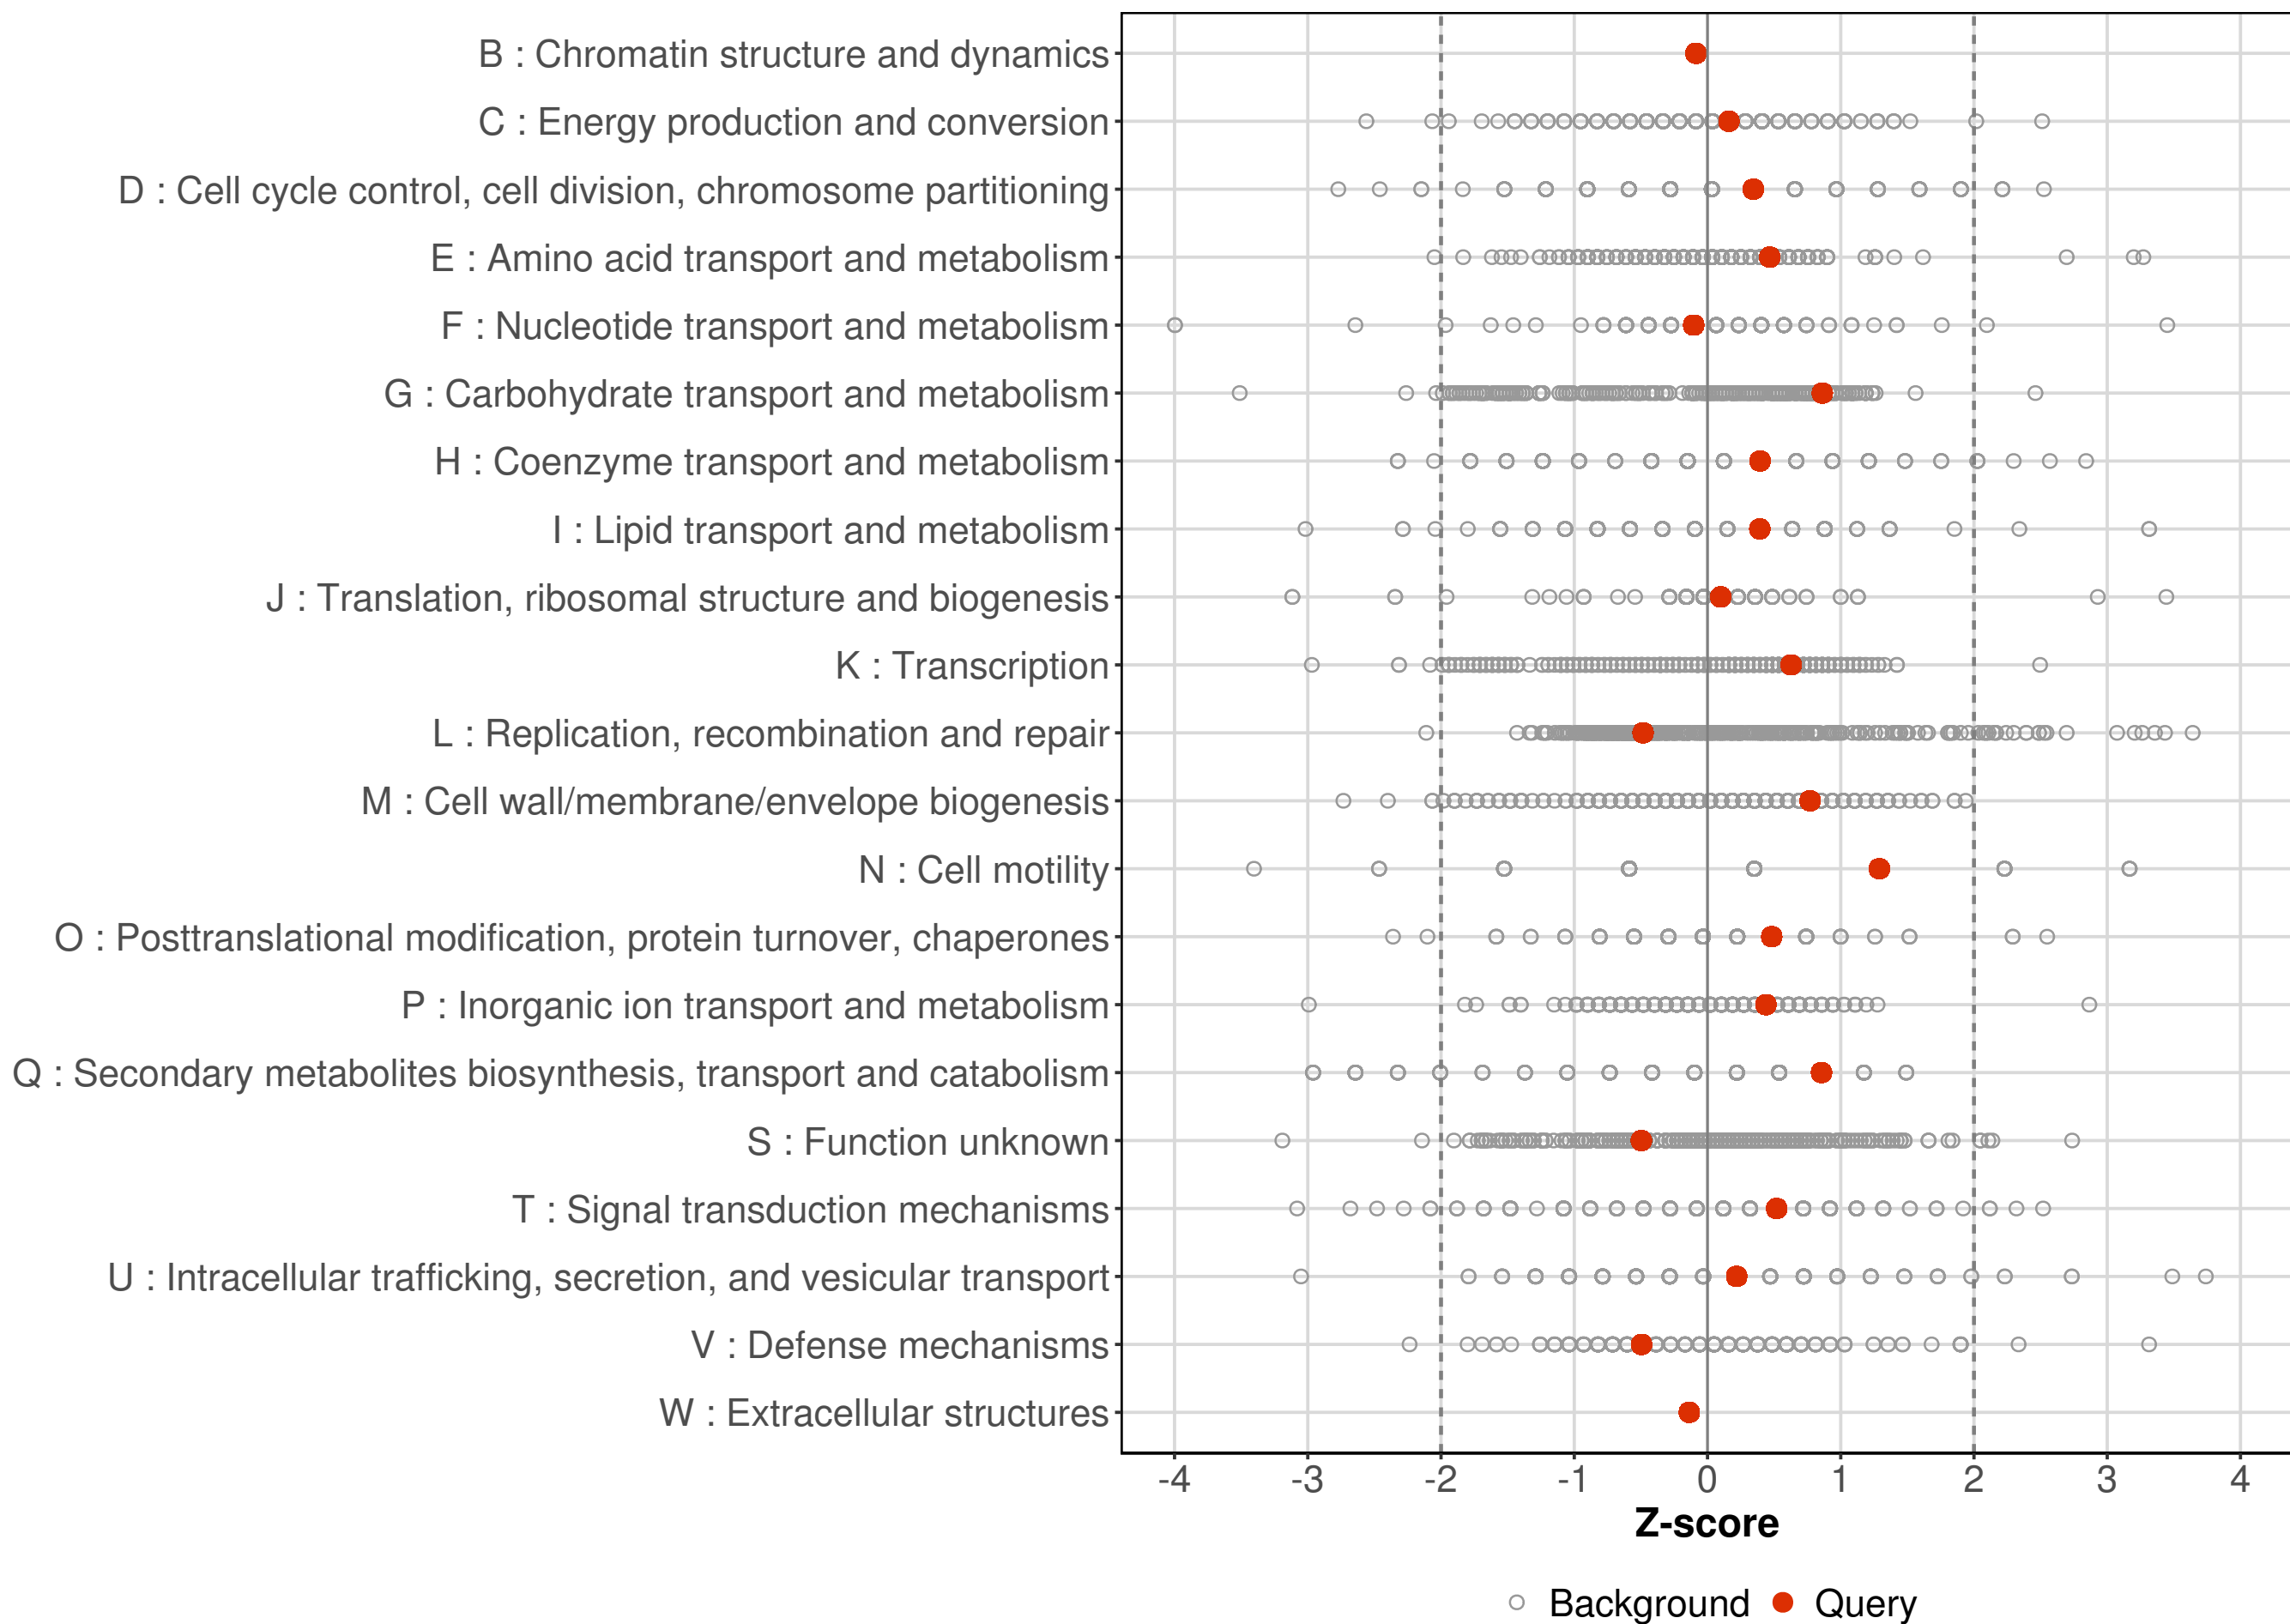 B : Chromatin structure and dynamics
C : Energy production and conversion
D : Cell cycle control, cell division, chromosome partitioning
E : Amino acid transport and metabolism
F : Nucleotide transport and metabolism
G : Carbohydrate transport and metabolism
H : Coenzyme transport and metabolism
I : Lipid transport and metabolism
J : Translation, ribosomal structure and biogenesis
K : Transcription
L : Replication, recombination and repair
M : Cell wall/membrane/envelope biogenesis
N : Cell motility
O : Posttranslational modification, protein turnover, chaperones
P : Inorganic ion transport and metabolism
Q : Secondary metabolites biosynthesis, transport and catabolism
S : Function unknown
T : Signal transduction mechanisms
U : Intracellular trafficking, secretion, and vesicular transport
V : Defense mechanisms
W : Extracellular structures
-4 -3 -2 -1 0 1 2 3 4
Z-score
Background Query